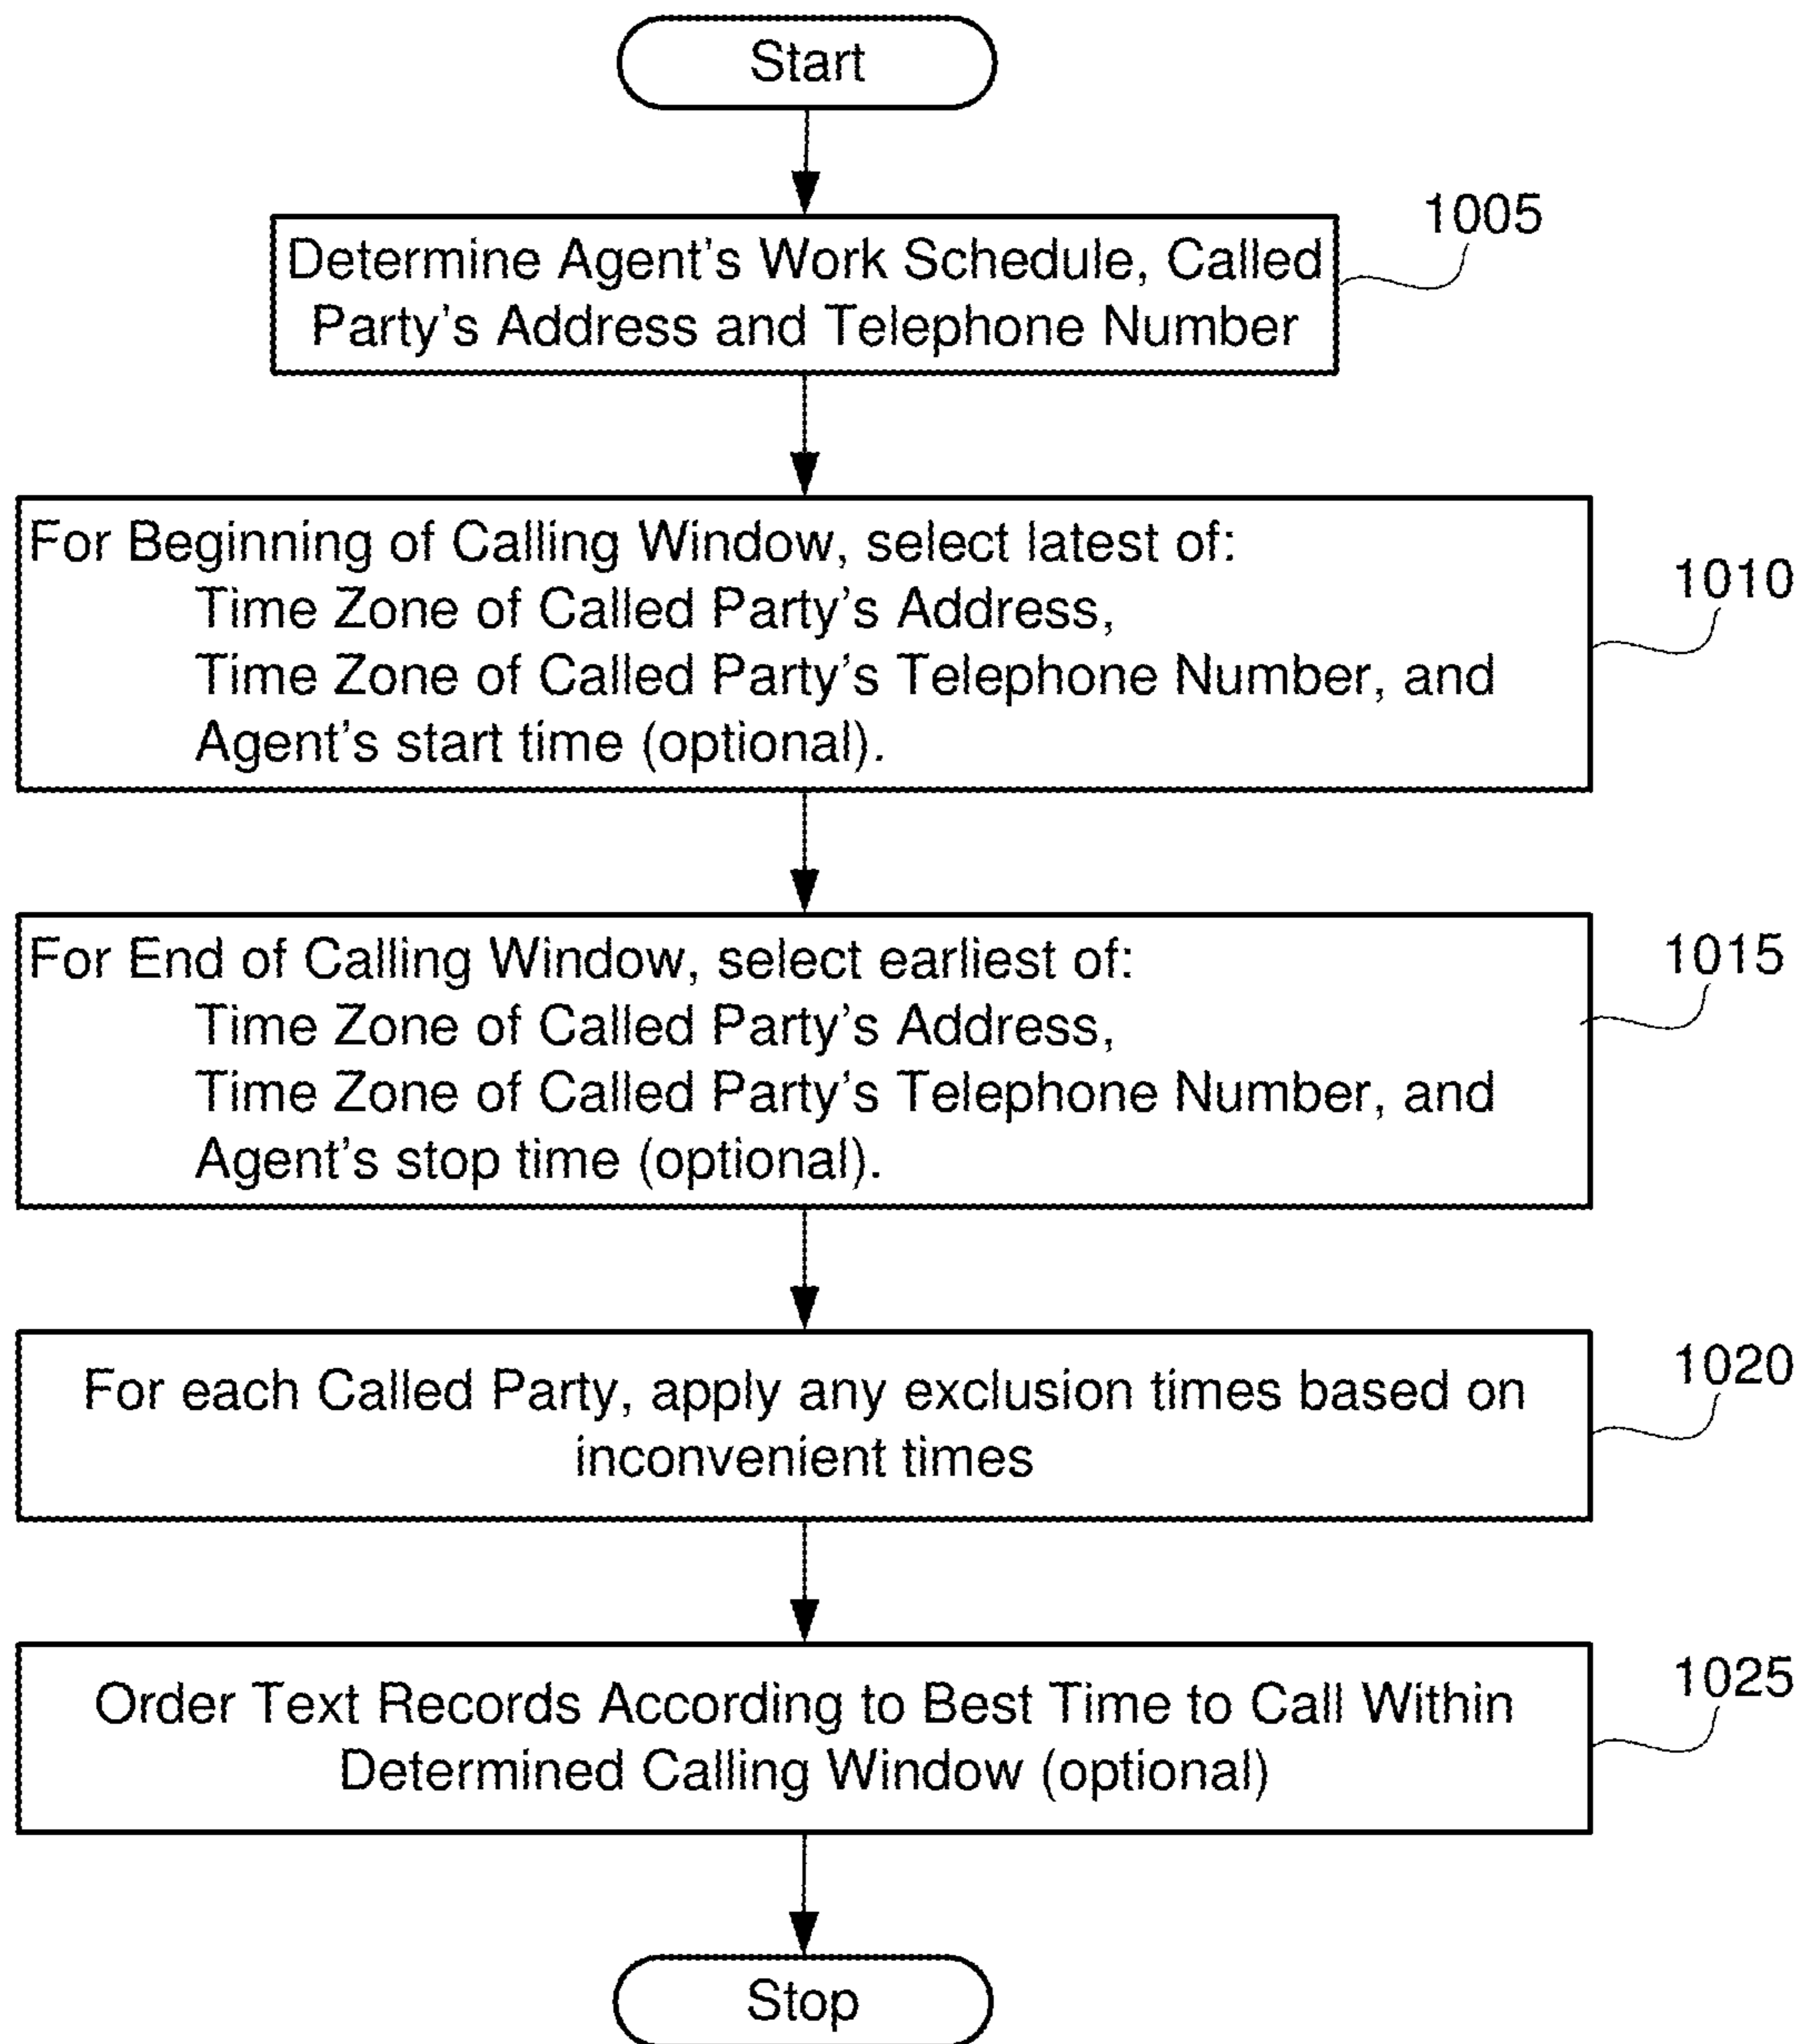 Start
1005
Determine Agent's Work Schedule, Called
Party's Address and Telephone Number
For Beginning of Calling Window, select latest of:
1010
Time Zone of Called Party's Address,
Time Zone of Called Party's Telephone Number, and
Agent's start time (optional).
For End of Calling Window, select earliest of:
1015
Time Zone of Called Party's Address,
Time Zone of Called Party's Telephone Number, and
Agent's stop time (optional).
1020
For each Called Party, apply any exclusion times based on
inconvenient times
1025
Order Text Records According to Best Time to Call Within
Determined Calling Window (optional)
Stop